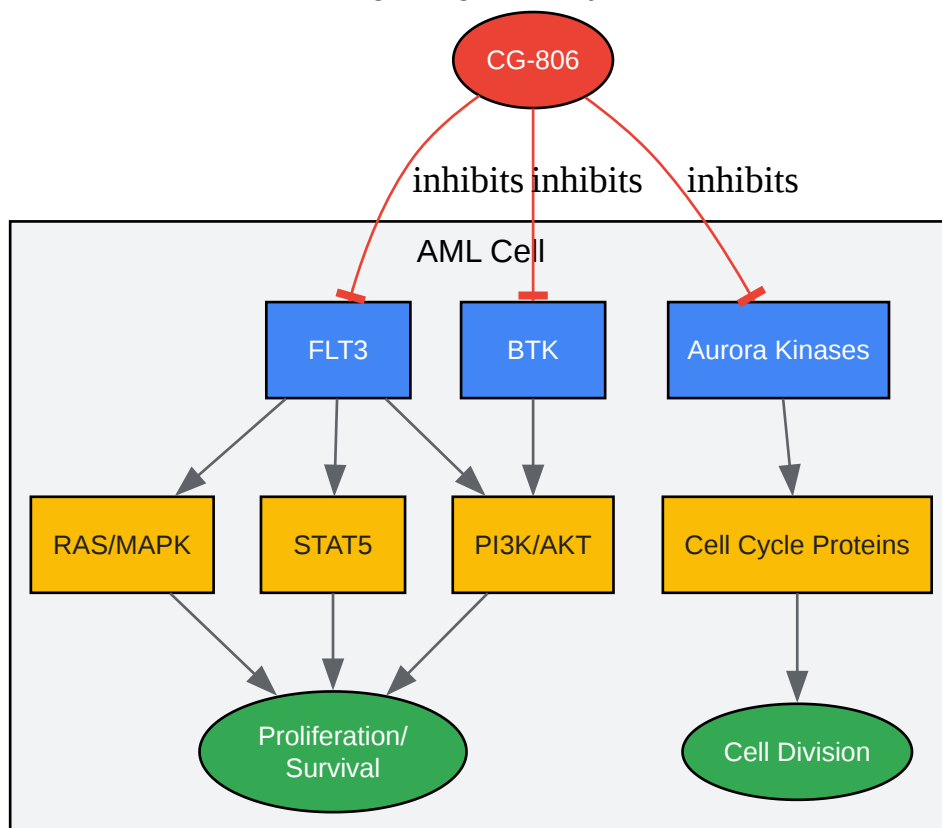 CG-806
inhibits inhibits inhibits
AML Cell
FLT3 BTK Aurora Kinases
RAS/MAPK STAT5 PI3K/AKT Cell Cycle Proteins
Proliferation/
Survival
Cell Division